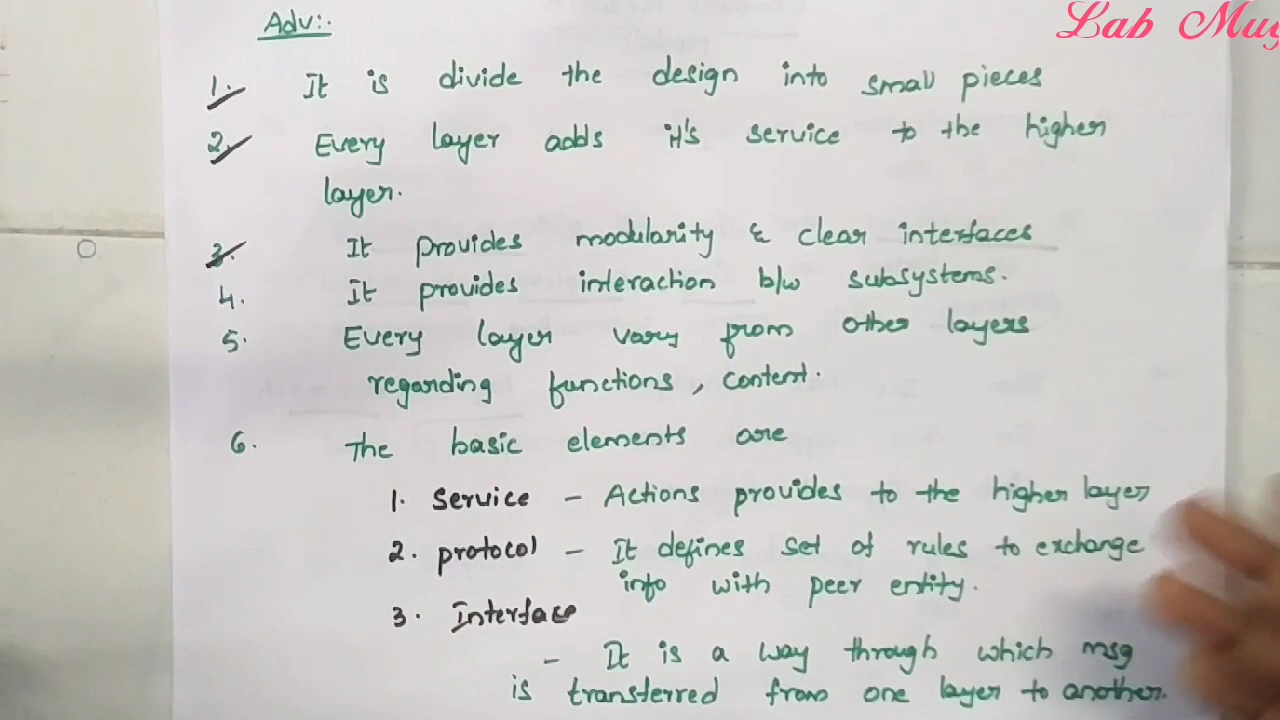 Lab Mug
Adv:-
1. It is divide the design into small pieces
2. Every layer adds it's service to the higher
layer.
3. It provides modularity & clear interfaces
4. It provides interaction b/w subsystems.
5. Every layer vary from other layers
regarding functions, content.
6. The basic elements are
1. Service - Actions provides to the higher layer
2. protocol - It defines set of rules to exchange
info with peer entity.
3. Interface
- It is a way through which msg
is transferred from one layer to another.